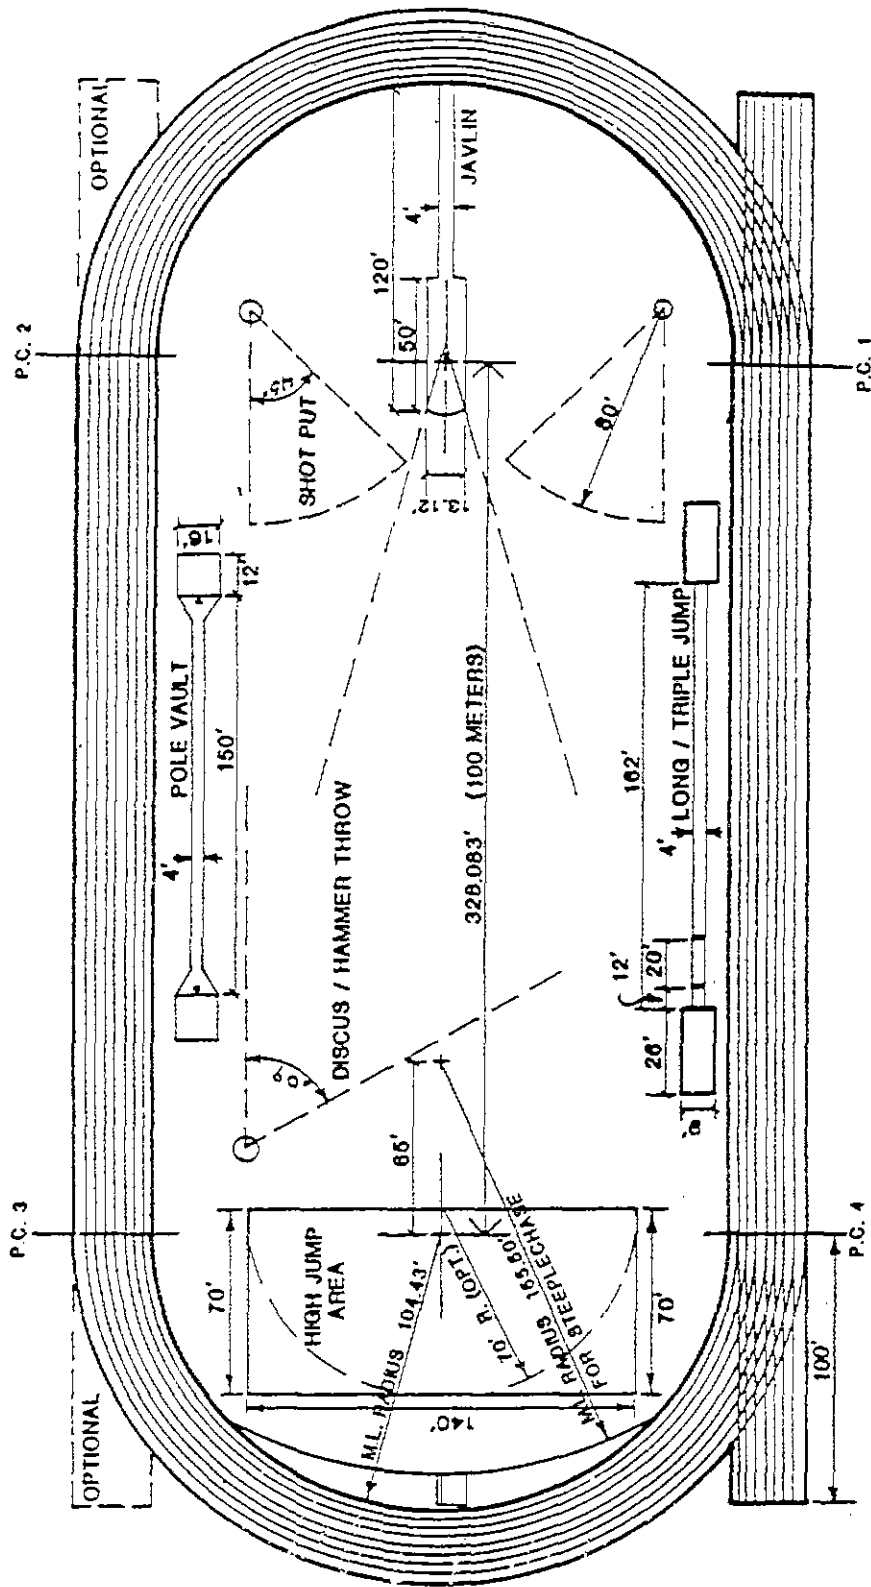 OPTIONAL
OPTIONAL
P.C. 3
P.C. 2
16'
12'
POLE VAULT
150'
4'
45°
SHOT PUT
120'
50'
4'
JAVLIN
13.12'
DISCUS / HAMMER THROW
328.083' (100 METERS)
65'
70'
HIGH JUMP
AREA
M.L. RADIUS 104.43'
70' R. (OPT.)
M.L. RADIUS 165.60'
FOR STEEPLECHASE
140'
70'
162'
LONG / TRIPLE JUMP
4'
12'
20'
26'
80'
100'
P.C. 4
P.C. 1